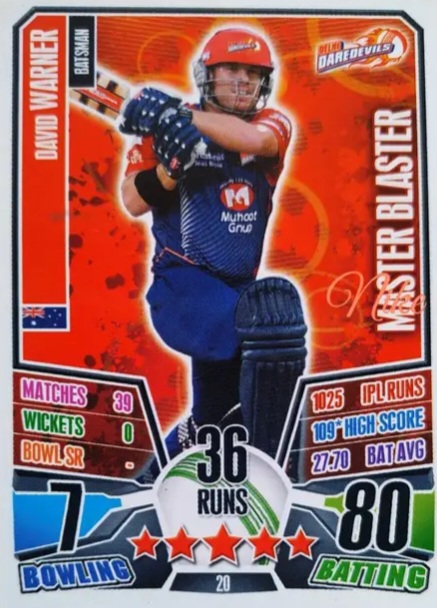 DAVID WARNER
BATSMAN
DELHI
DAREDEVILS
MISTER BLASTER
Muthoot
Group
MATCHES 39
WICKETS 0
BOWL SR -
1025 IPL RUNS
109* HIGH SCORE
27.70 BAT AVG
36
RUNS
7
BOWLING
80
BATTING
20